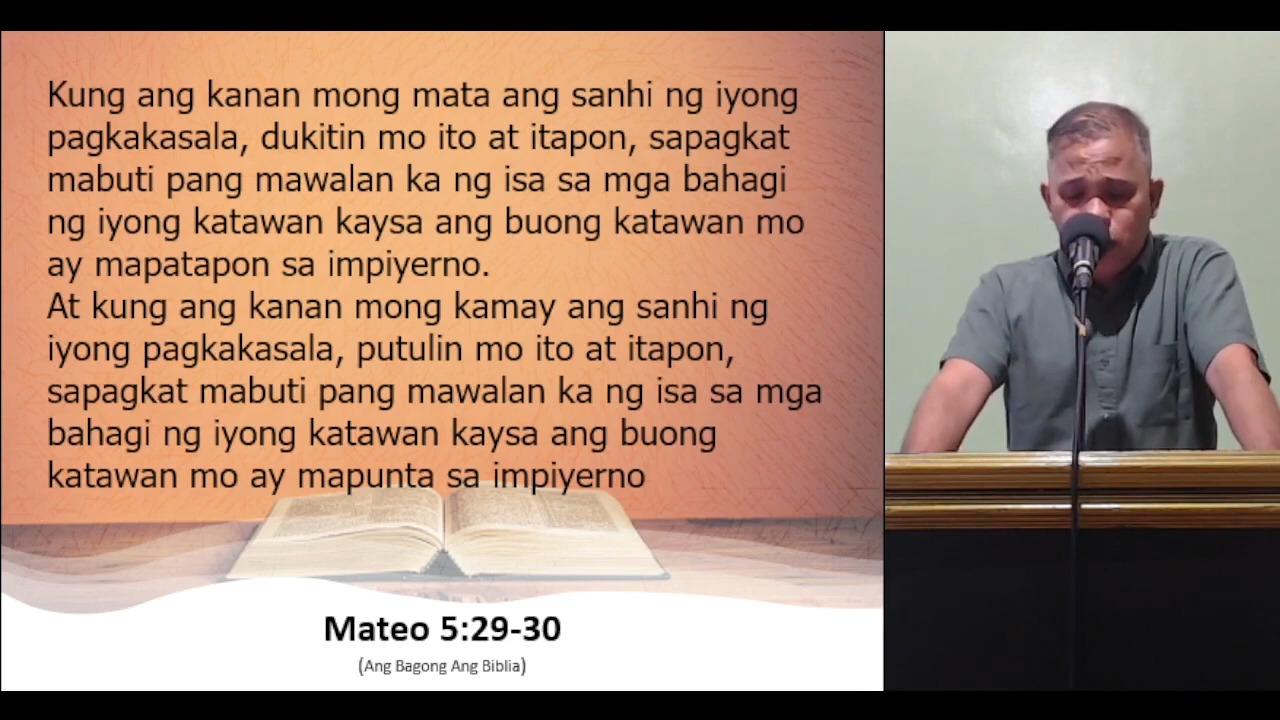 Kung ang kanan mong mata ang sanhi ng iyong
pagkakasala, dukitin mo ito at itapon, sapagkat
mabuti pang mawalan ka ng isa sa mga bahagi
ng iyong katawan kaysa ang buong katawan mo
ay mapatapon sa impiyerno.
At kung ang kanan mong kamay ang sanhi ng
iyong pagkakasala, putulin mo ito at itapon,
sapagkat mabuti pang mawalan ka ng isa sa mga
bahagi ng iyong katawan kaysa ang buong
katawan mo ay mapunta sa impiyerno
Mateo 5:29-30
(Ang Bagong Ang Biblia)